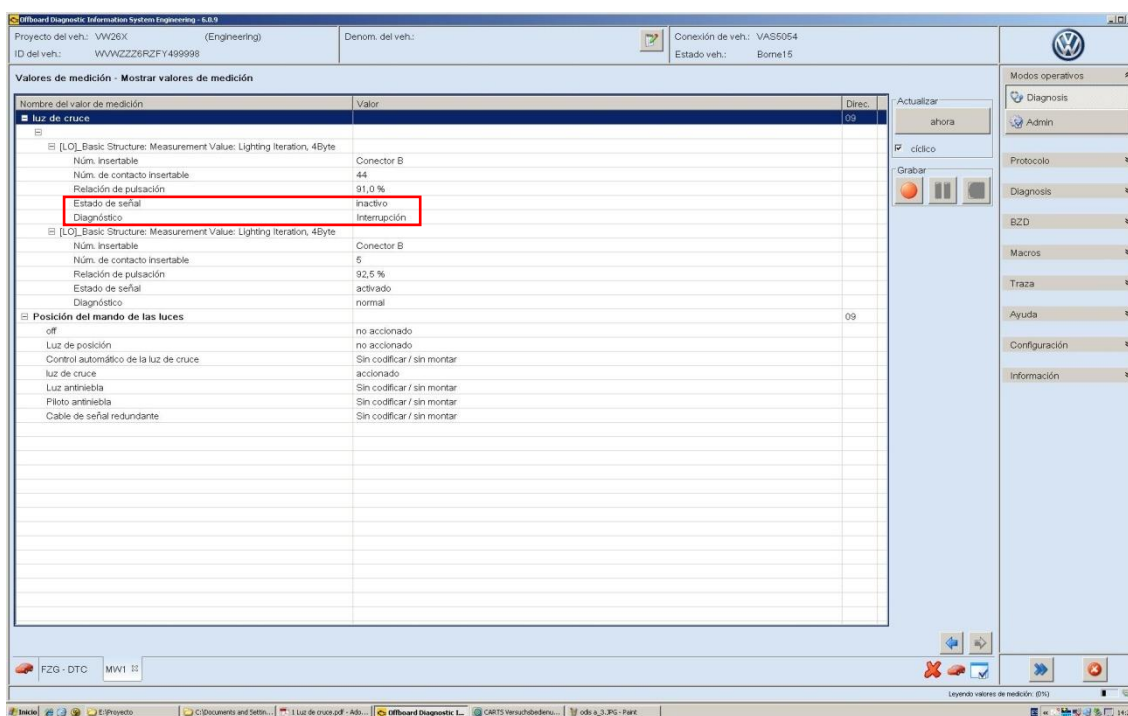 Offboard Diagnostic Information System Engineering - 6.0.9
Proyecto del veh.: VW26X (Engineering) Denom. del veh.: Conexión de veh.: VAS5054
ID del veh.: WVWZZZ6RZFY499998 Estado veh.: Borne15
Valores de medición - Mostrar valores de medición
Nombre del valor de medición Valor Direc.
luz de cruce 09
[LO]_Basic Structure: Measurement Value: Lighting Iteration, 4Byte
Núm. insertable Conector B
Núm. de contacto insertable 44
Relación de pulsación 91,0 %
Estado de señal inactivo
Diagnóstico Interrupción
[LO]_Basic Structure: Measurement Value: Lighting Iteration, 4Byte
Núm. insertable Conector B
Núm. de contacto insertable 5
Relación de pulsación 92,5 %
Estado de señal activado
Diagnóstico normal
Posición del mando de las luces 09
off no accionado
Luz de posición no accionado
Control automático de la luz de cruce Sin codificar / sin montar
luz de cruce accionado
Luz antiniebla Sin codificar / sin montar
Piloto antiniebla Sin codificar / sin montar
Cable de señal redundante Sin codificar / sin montar
Actualizar
ahora
cíclico
Grabar
Modos operativos
Diagnosis
Admin
Protocolo
Diagnosis
BZD
Macros
Traza
Ayuda
Configuración
Información
FZG - DTC MW1
Leyendo valores de medición: (0%)
Inicio E:\Proyecto C:\Documents and Settin... 1 Luz de cruce.pdf - Ado... Offboard Diagnostic I... CARTS Versuchsbedienu... odis a_3.JPG - Paint